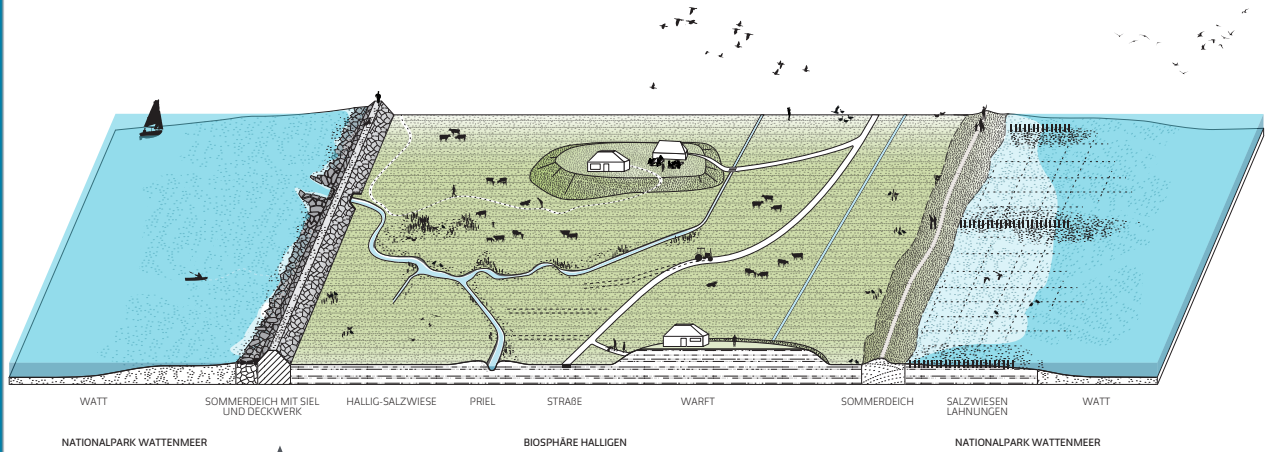 WATT
SOMMERDEICH MIT SIEL
UND DECKWERK
HALLIG-SALZWIESE
PRIEL
STRAßE
WARFT
SOMMERDEICH
SALZWIESEN
LAHNUNGEN
WATT
NATIONALPARK WATTENMEER
BIOSPHÄRE HALLIGEN
NATIONALPARK WATTENMEER